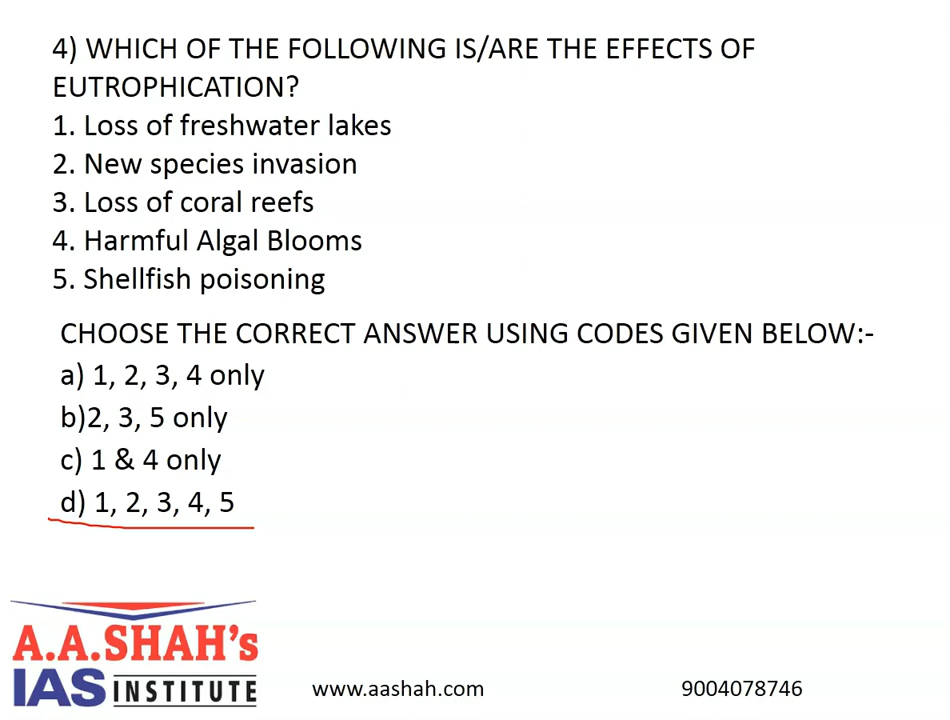 4) WHICH OF THE FOLLOWING IS/ARE THE EFFECTS OF
EUTROPHICATION?
1. Loss of freshwater lakes
2. New species invasion
3. Loss of coral reefs
4. Harmful Algal Blooms
5. Shellfish poisoning
CHOOSE THE CORRECT ANSWER USING CODES GIVEN BELOW:-
a) 1, 2, 3, 4 only
b)2, 3, 5 only
c) 1 & 4 only
d) 1, 2, 3, 4, 5
A.A.SHAH's
IAS INSTITUTE
www.aashah.com
9004078746